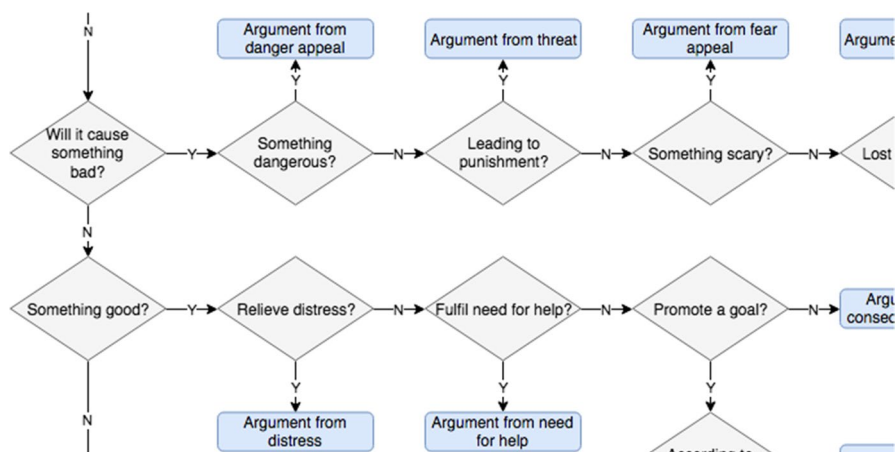 N
Argument from
danger appeal
Argument from threat
Argument from fear
appeal
Y
Y
Y
Will it cause
something
bad?
Y
Something
dangerous?
N
Leading to
punishment?
N
Something scary?
N
Lost
N
Something good?
Y
Relieve distress?
N
Fulfil need for help?
N
Promote a goal?
N
Y
Y
Y
N
Argument from
distress
Argument from need
for help